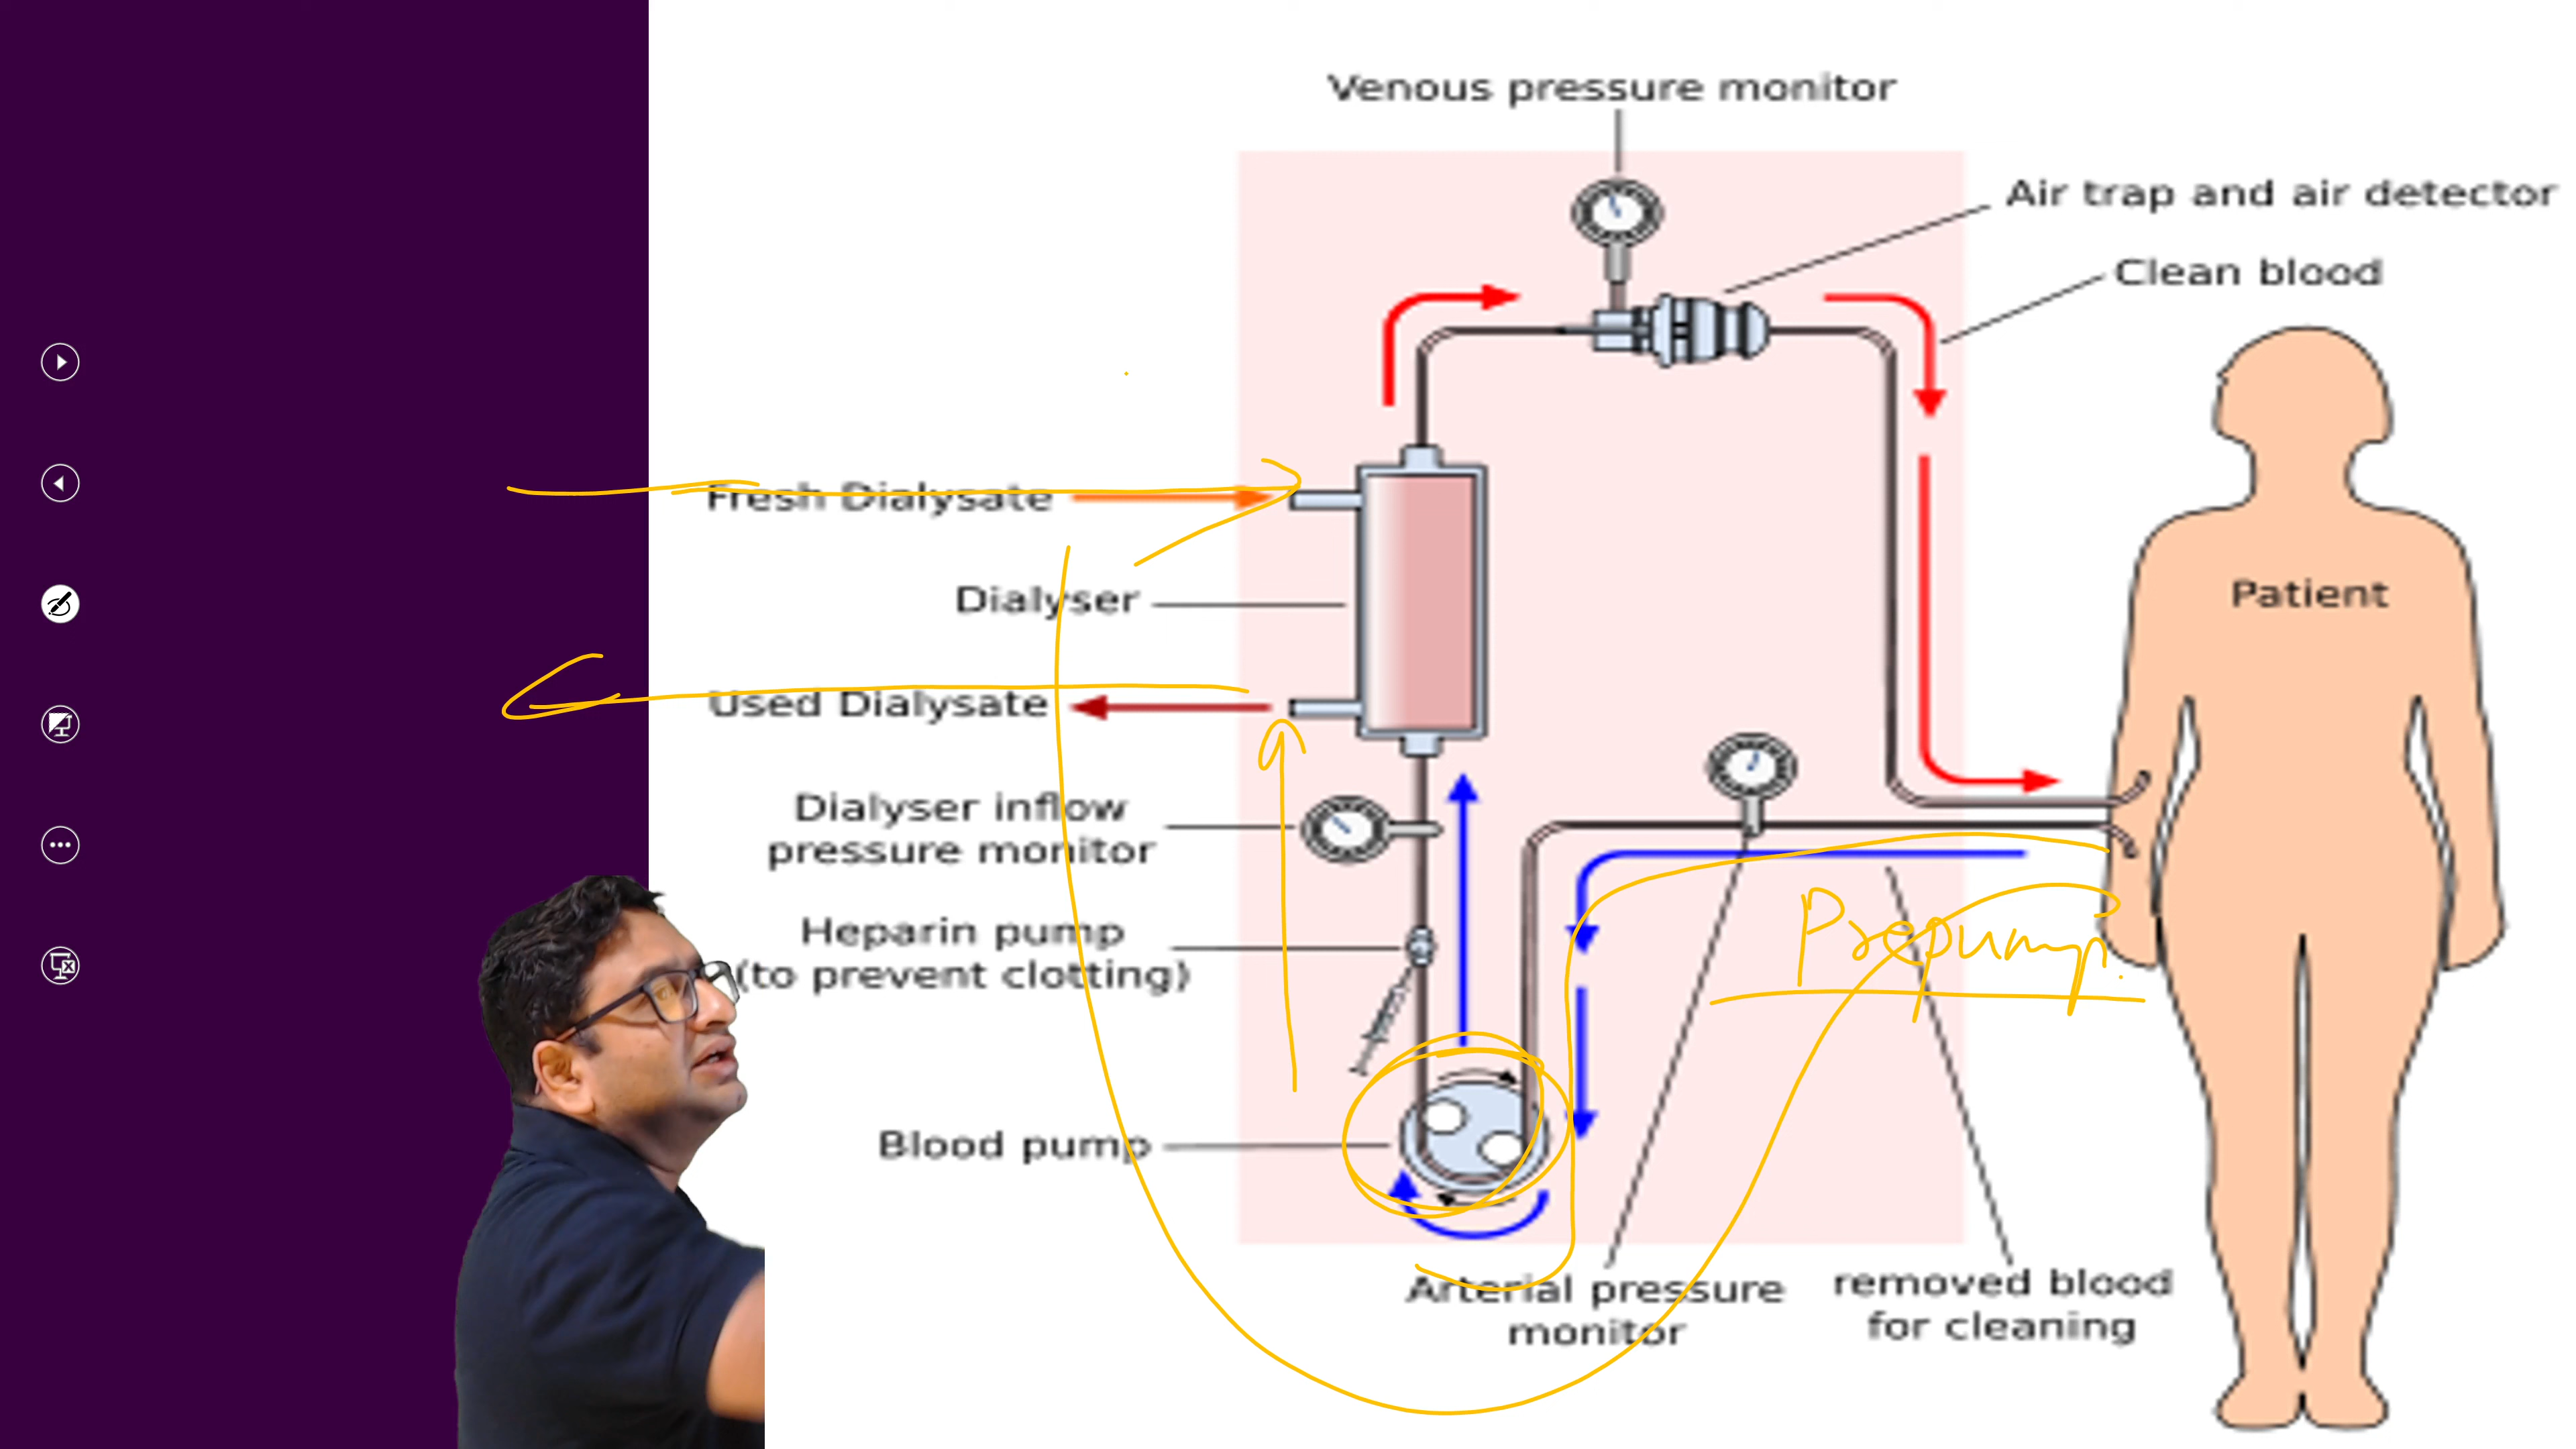 Venous pressure monitor
Air trap and air detector
Clean blood
Fresh Dialysate
Dialyser
Patient
Used Dialysate
Dialyser inflow
pressure monitor
Heparin pump
(to prevent clotting)
Prepump.
Blood pump
Arterial pressure
monitor
removed blood
for cleaning